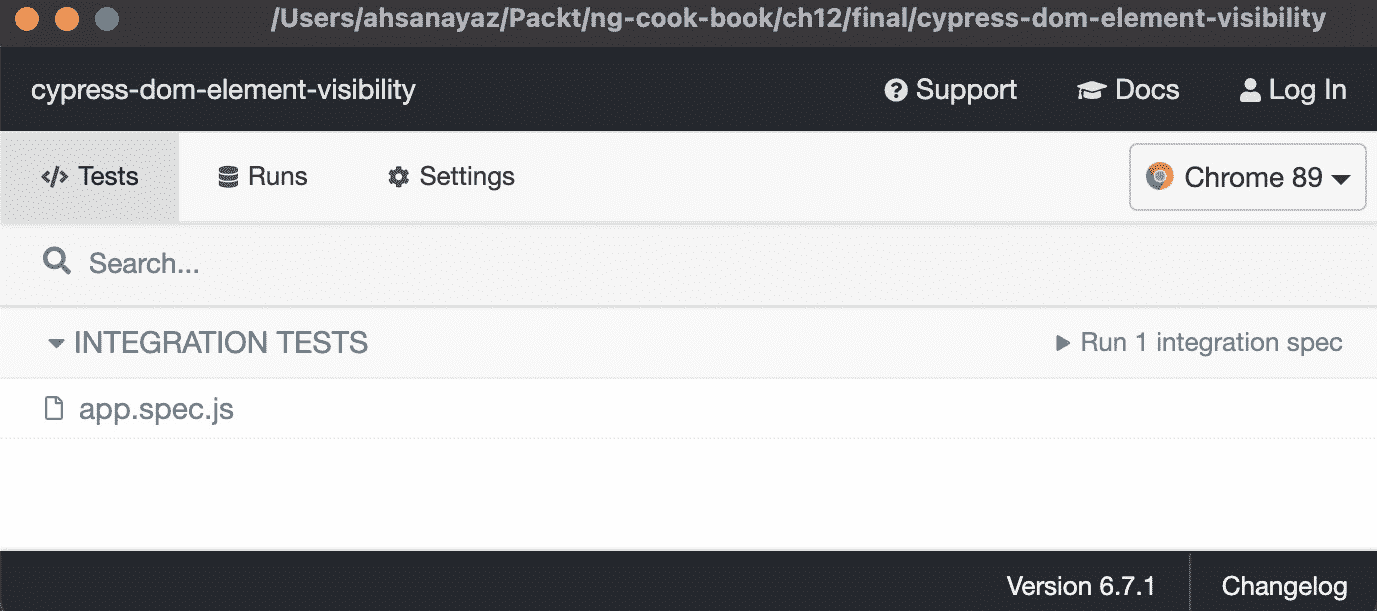 /Users/ahsanayaz/Packt/ng-cook-book/ch12/final/cypress-dom-element-visibility
cypress-dom-element-visibility Support Docs Log In
</> Tests Runs Settings Chrome 89
Search...
INTEGRATION TESTS Run 1 integration spec
app.spec.js
Version 6.7.1 Changelog